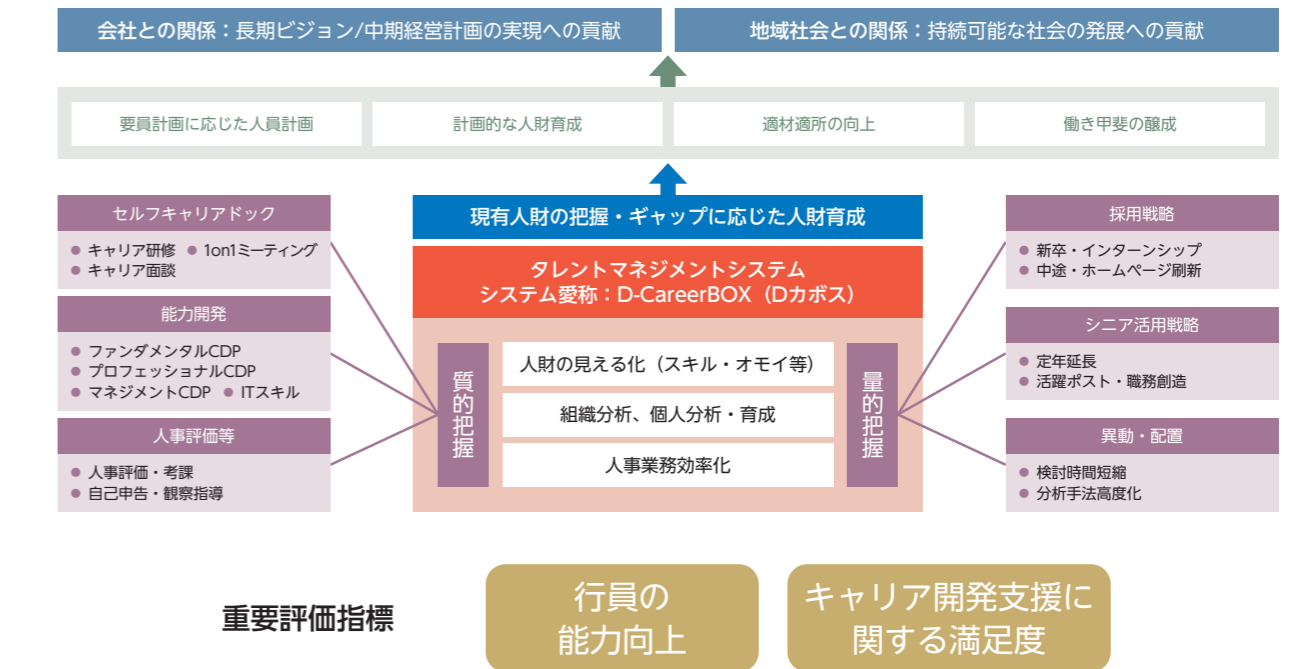 会社との関係：長期ビジョン/中期経営計画の実現への貢献
地域社会との関係：持続可能な社会の発展への貢献
要員計画に応じた人員計画
計画的な人財育成
適材適所の向上
働き甲斐の醸成
セルフキャリアドック
● キャリア研修 ● 1on1ミーティング
● キャリア面談
能力開発
● ファンダメンタルCDP
● プロフェッショナルCDP
● マネジメントCDP ● ITスキル
人事評価等
● 人事評価・考課
● 自己申告・観察指導
現有人財の把握・ギャップに応じた人財育成
タレントマネジメントシステム
システム愛称：D-CareerBOX（Dカボス）
質的把握
人財の見える化（スキル・オモイ等）
組織分析、個人分析・育成
人事業務効率化
量的把握
採用戦略
● 新卒・インターンシップ
● 中途・ホームページ刷新
シニア活用戦略
● 定年延長
● 活躍ポスト・職務創造
異動・配置
● 検討時間短縮
● 分析手法高度化
重要評価指標
行員の
能力向上
キャリア開発支援に
関する満足度